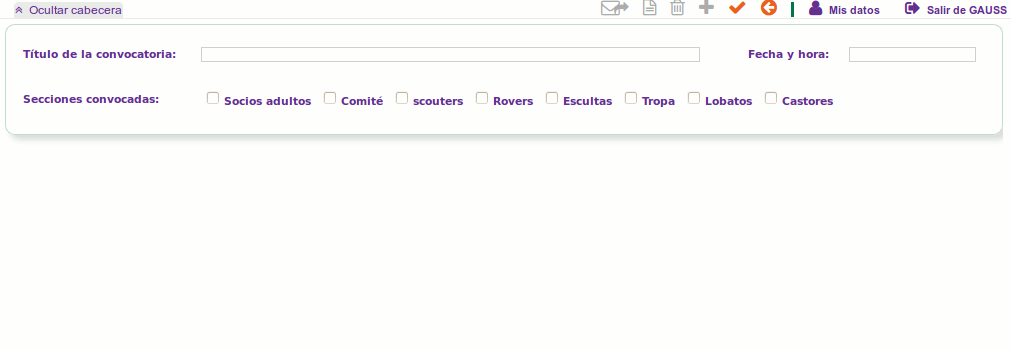 Ocultar cabecera
Mis datos
Salir de GAUSS
Título de la convocatoria:
Fecha y hora:
Secciones convocadas:
Socios adultos
Comité
scouters
Rovers
Escultas
Tropa
Lobatos
Castores